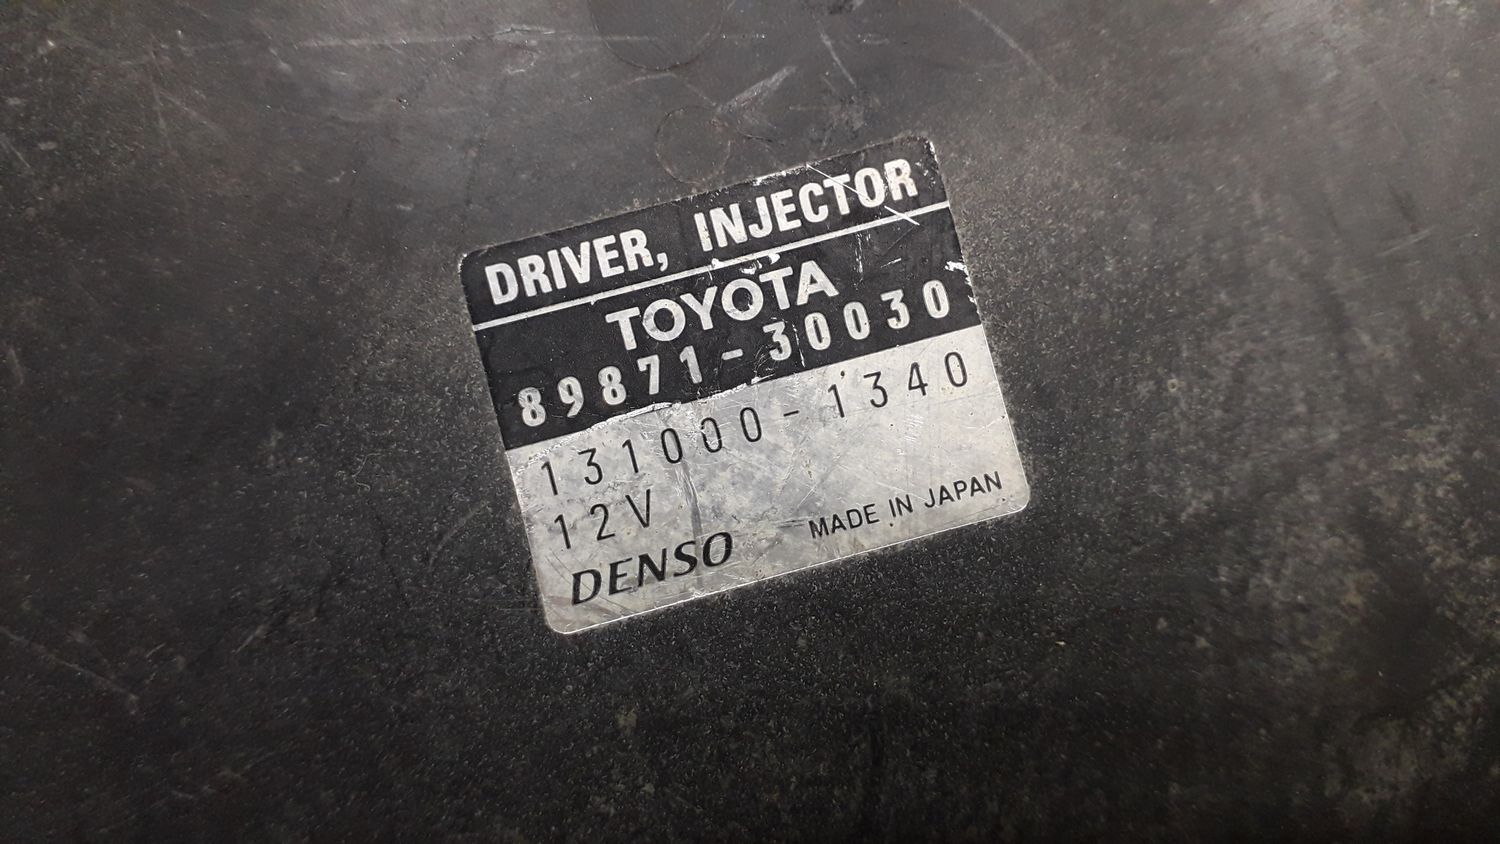 DRIVER, INJECTOR
TOYOTA
89871-30030
131000-1340
12V
DENSO MADE IN JAPAN